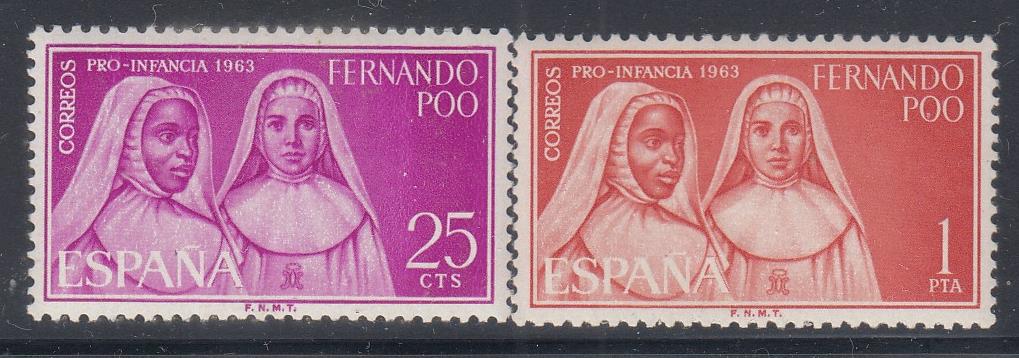 CORREOS
PRO-INFANCIA 1963
FERNANDO
POO
25
CTS
ESPAÑA
F.N.M.T.
CORREOS
PRO-INFANCIA 1963
FERNANDO
POO
1
PTA
ESPAÑA
F.N.M.T.